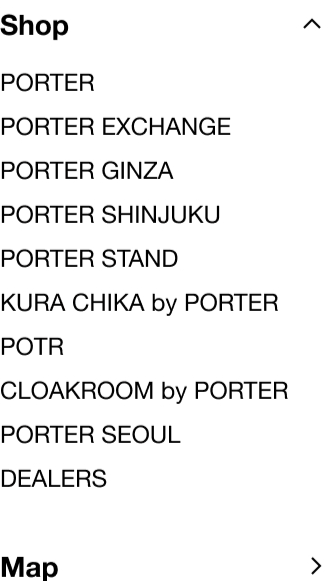 Shop
PORTER
PORTER EXCHANGE
PORTER GINZA
PORTER SHINJUKU
PORTER STAND
KURA CHIKA by PORTER
POTR
CLOAKROOM by PORTER
PORTER SEOUL
DEALERS
Map